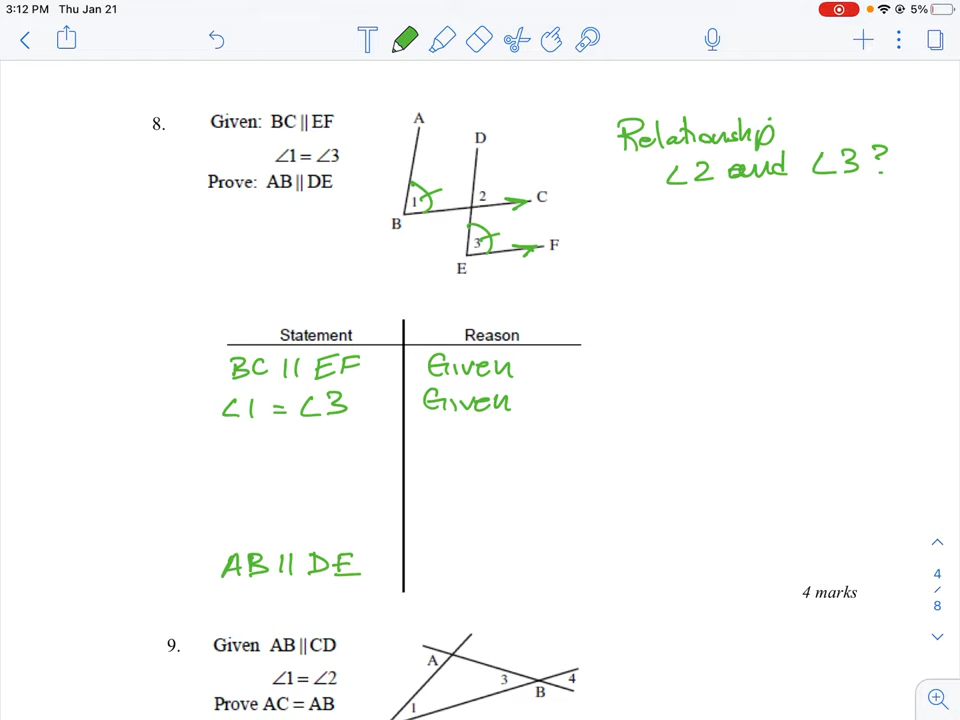 3:12 PM Thu Jan 21
5%
T
8.
Given: BC || EF
∠1 = ∠3
Prove: AB || DE
A
D
1
2
C
B
3
F
E
Relationship
∠2 and ∠3 ?
Statement Reason
BC || EF Given
∠1 = ∠3 Given
AB || DE
4 marks
4
/
8
9.
Given AB || CD
∠1 = ∠2
Prove AC = AB
A
3
4
B
1